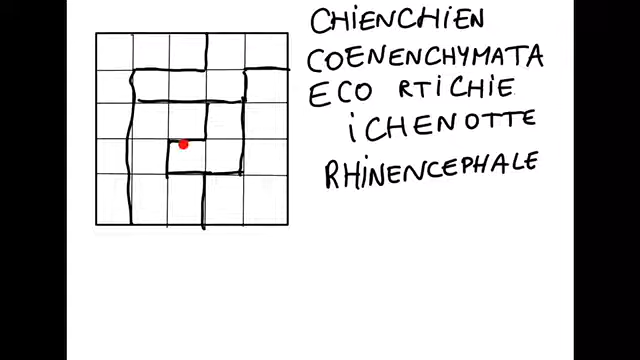 CHIENCHIEN
COENENCHYMATA
ECO RTICHIE
ICHENOTTE
RHINENCEPHALE